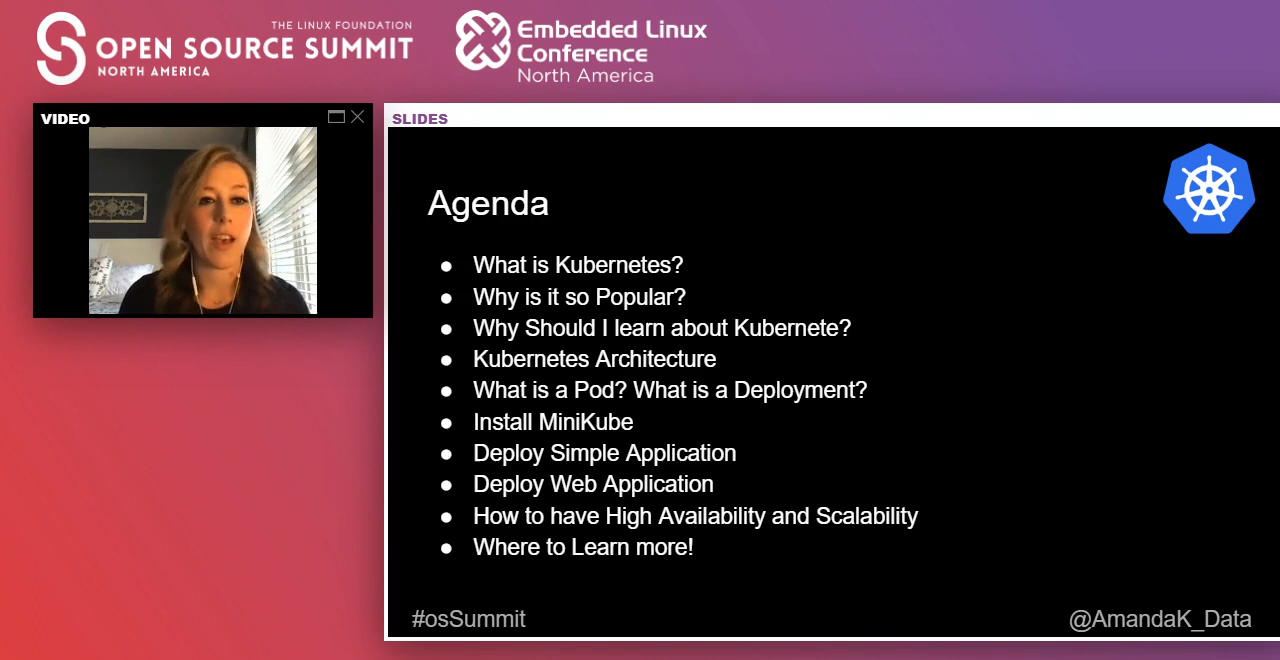 THE LINUX FOUNDATION
OPEN SOURCE SUMMIT
NORTH AMERICA
Embedded Linux
Conference
North America
VIDEO
SLIDES
Agenda
● What is Kubernetes?
● Why is it so Popular?
● Why Should I learn about Kubernete?
● Kubernetes Architecture
● What is a Pod? What is a Deployment?
● Install MiniKube
● Deploy Simple Application
● Deploy Web Application
● How to have High Availability and Scalability
● Where to Learn more!
#osSummit
@AmandaK_Data